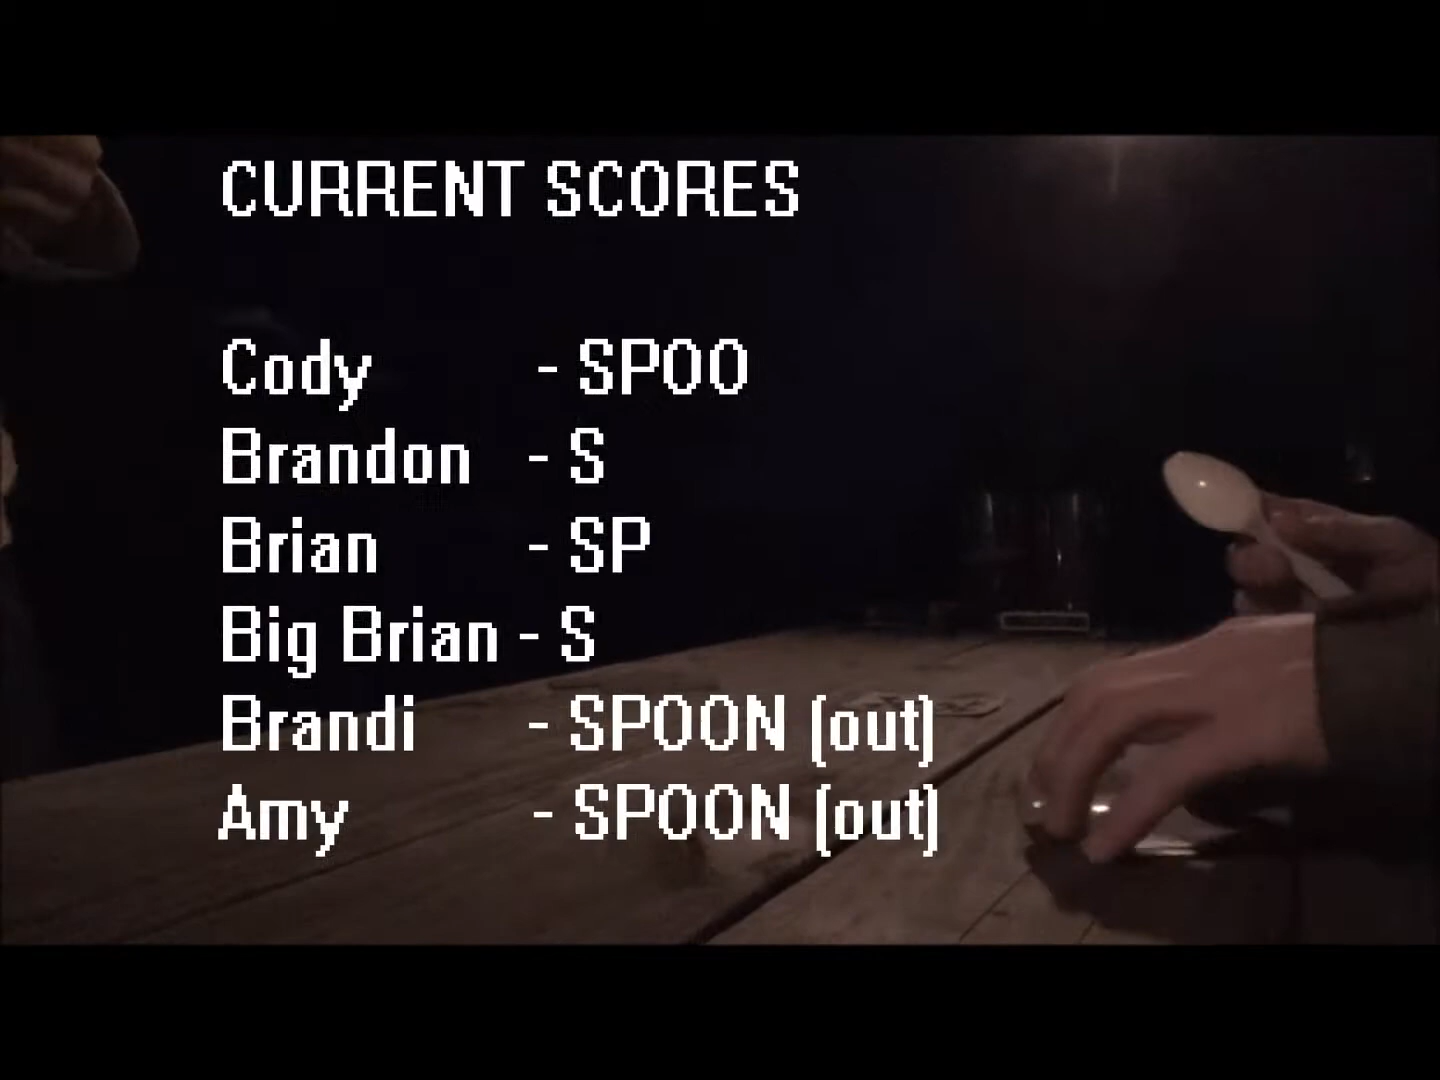 CURRENT SCORES
Cody - SPOO
Brandon - S
Brian - SP
Big Brian - S
Brandi - SPOON (out)
Amy - SPOON (out)